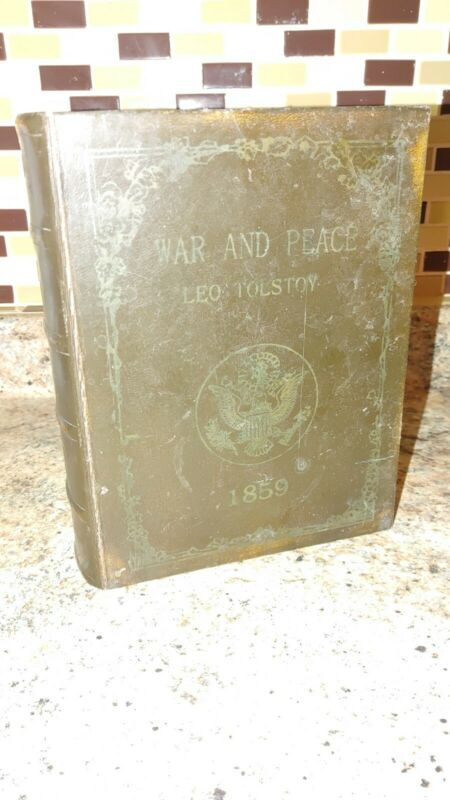 WAR AND PEACE
LEO TOLSTOY
1859